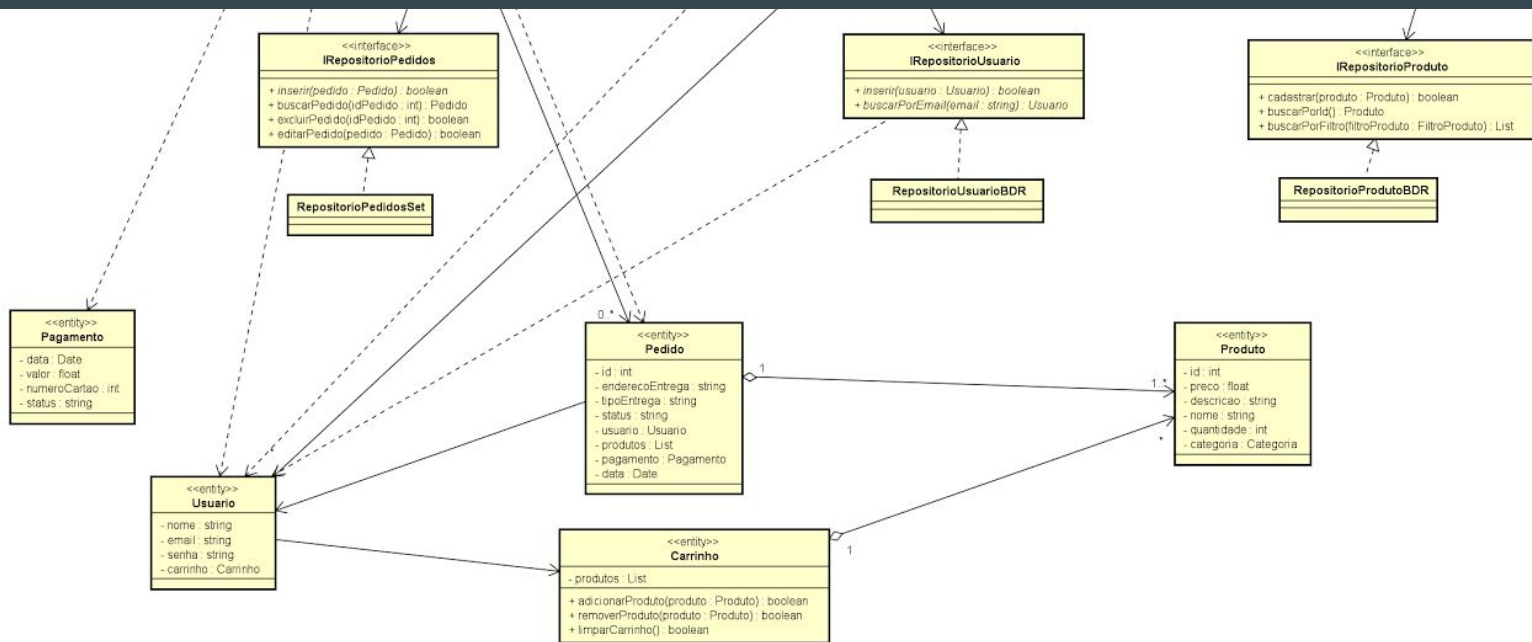 <<interface>>
IRepositorioPedidos
+ inserir(pedido : Pedido) : boolean
+ buscarPedido(idPedido : int) : Pedido
+ excluirPedido(idPedido : int) : boolean
+ editarPedido(pedido : Pedido) : boolean
RepositorioPedidosSet
<<interface>>
IRepositorioUsuario
+ inserir(usuario : Usuario) : boolean
+ buscarPorEmail(email : string) : Usuario
RepositorioUsuarioBDR
<<interface>>
IRepositorioProduto
+ cadastrar(produto : Produto) : boolean
+ buscarPorId() : Produto
+ buscarPorFiltro(filtroProduto : FiltroProduto) : List
RepositorioProdutoBDR
<<entity>>
Pagamento
- data : Date
- valor : float
- numeroCartao : int
- status : string
0..*
<<entity>>
Pedido
- id : int
- enderecoEntrega : string
- tipoEntrega : string
- status : string
- usuario : Usuario
- produtos : List
- pagamento : Pagamento
- data : Date
1
1..*
<<entity>>
Produto
- id : int
- preco : float
- descricao : string
- nome : string
- quantidade : int
- categoria : Categoria
*
<<entity>>
Usuario
- nome : string
- email : string
- senha : string
- carrinho : Carrinho
<<entity>>
Carrinho
- produtos : List
+ adicionarProduto(produto : Produto) : boolean
+ removerProduto(produto : Produto) : boolean
+ limparCarrinho() : boolean
1